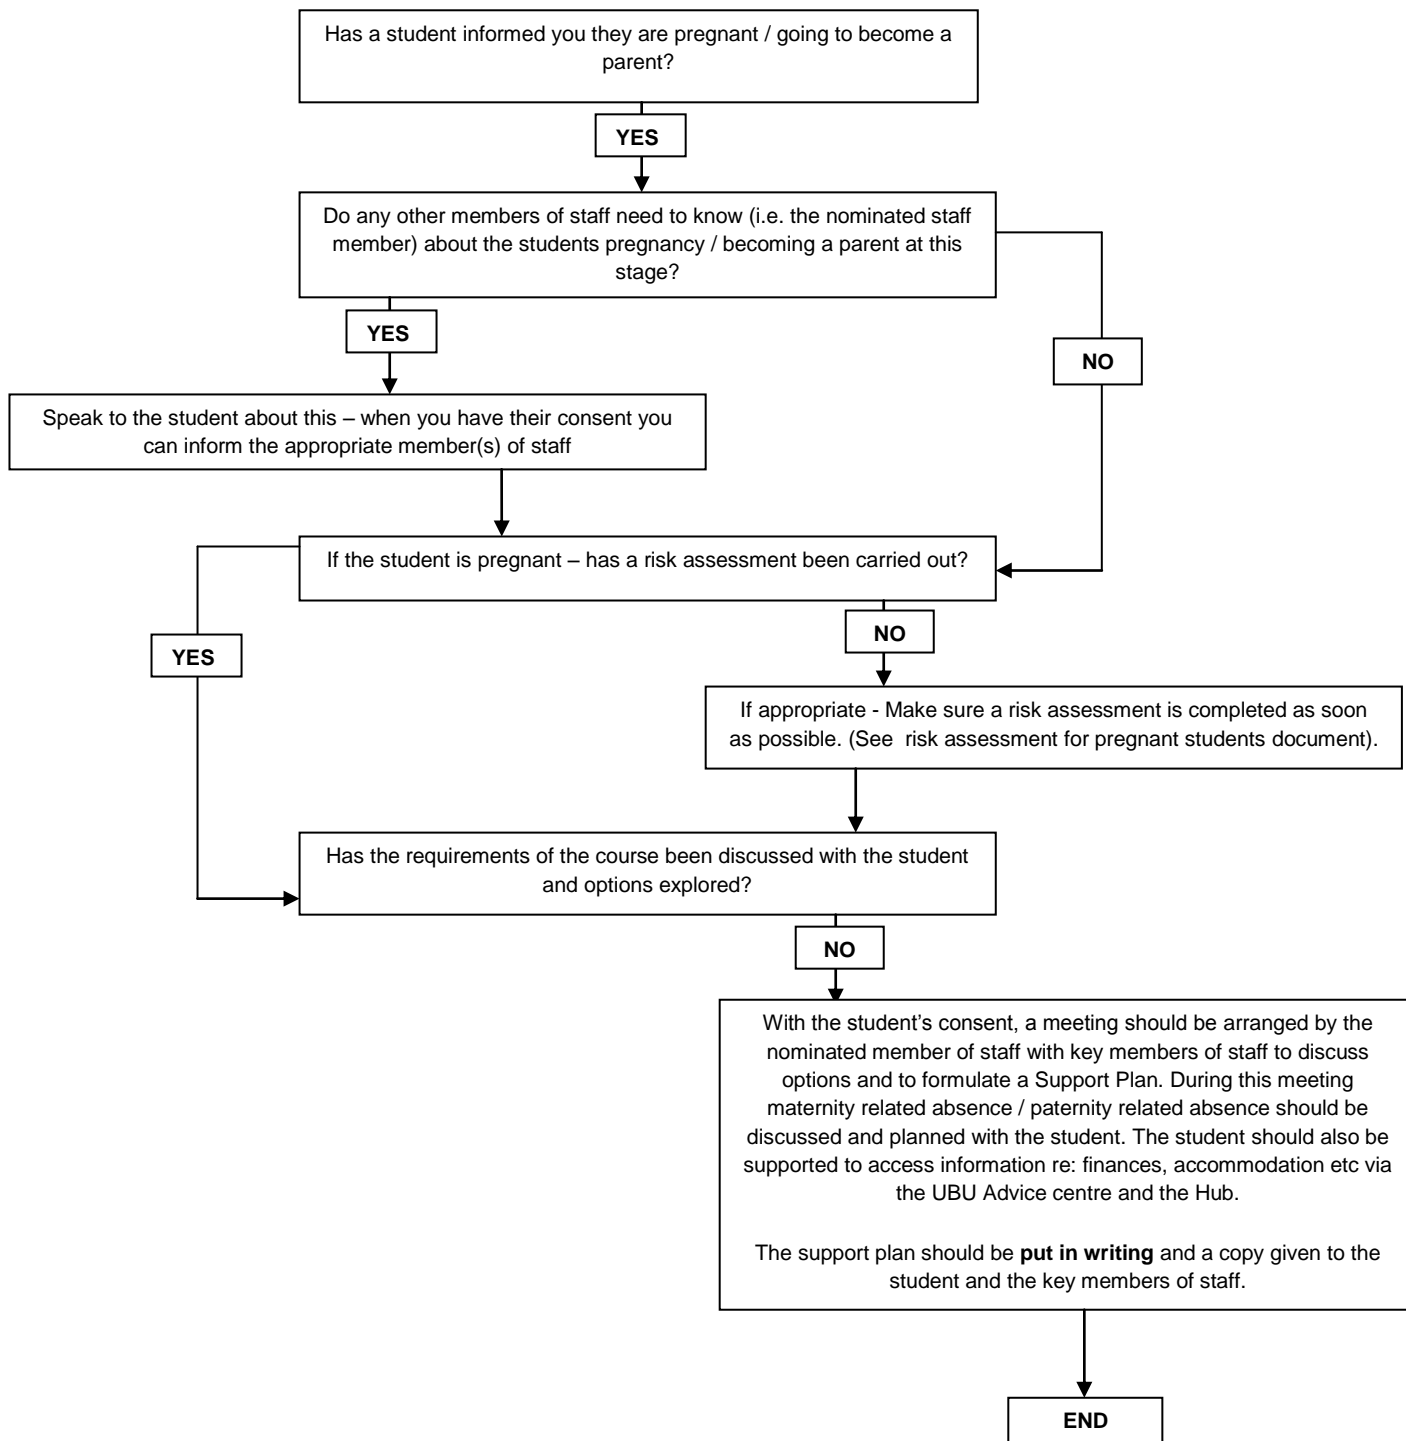 Has a student informed you they are pregnant / going to become a
parent?
YES
Do any other members of staff need to know (i.e. the nominated staff
member) about the students pregnancy / becoming a parent at this
stage?
YES
NO
Speak to the student about this – when you have their consent you
can inform the appropriate member(s) of staff
If the student is pregnant – has a risk assessment been carried out?
NO
YES
If appropriate - Make sure a risk assessment is completed as soon
as possible. (See  risk assessment for pregnant students document).
Has the requirements of the course been discussed with the student
and options explored?
NO
With the student’s consent, a meeting should be arranged by the
nominated member of staff with key members of staff to discuss
options and to formulate a Support Plan. During this meeting
maternity related absence / paternity related absence should be
discussed and planned with the student. The student should also be
supported to access information re: finances, accommodation etc via
the UBU Advice centre and the Hub.
The support plan should be put in writing and a copy given to the
student and the key members of staff.
END